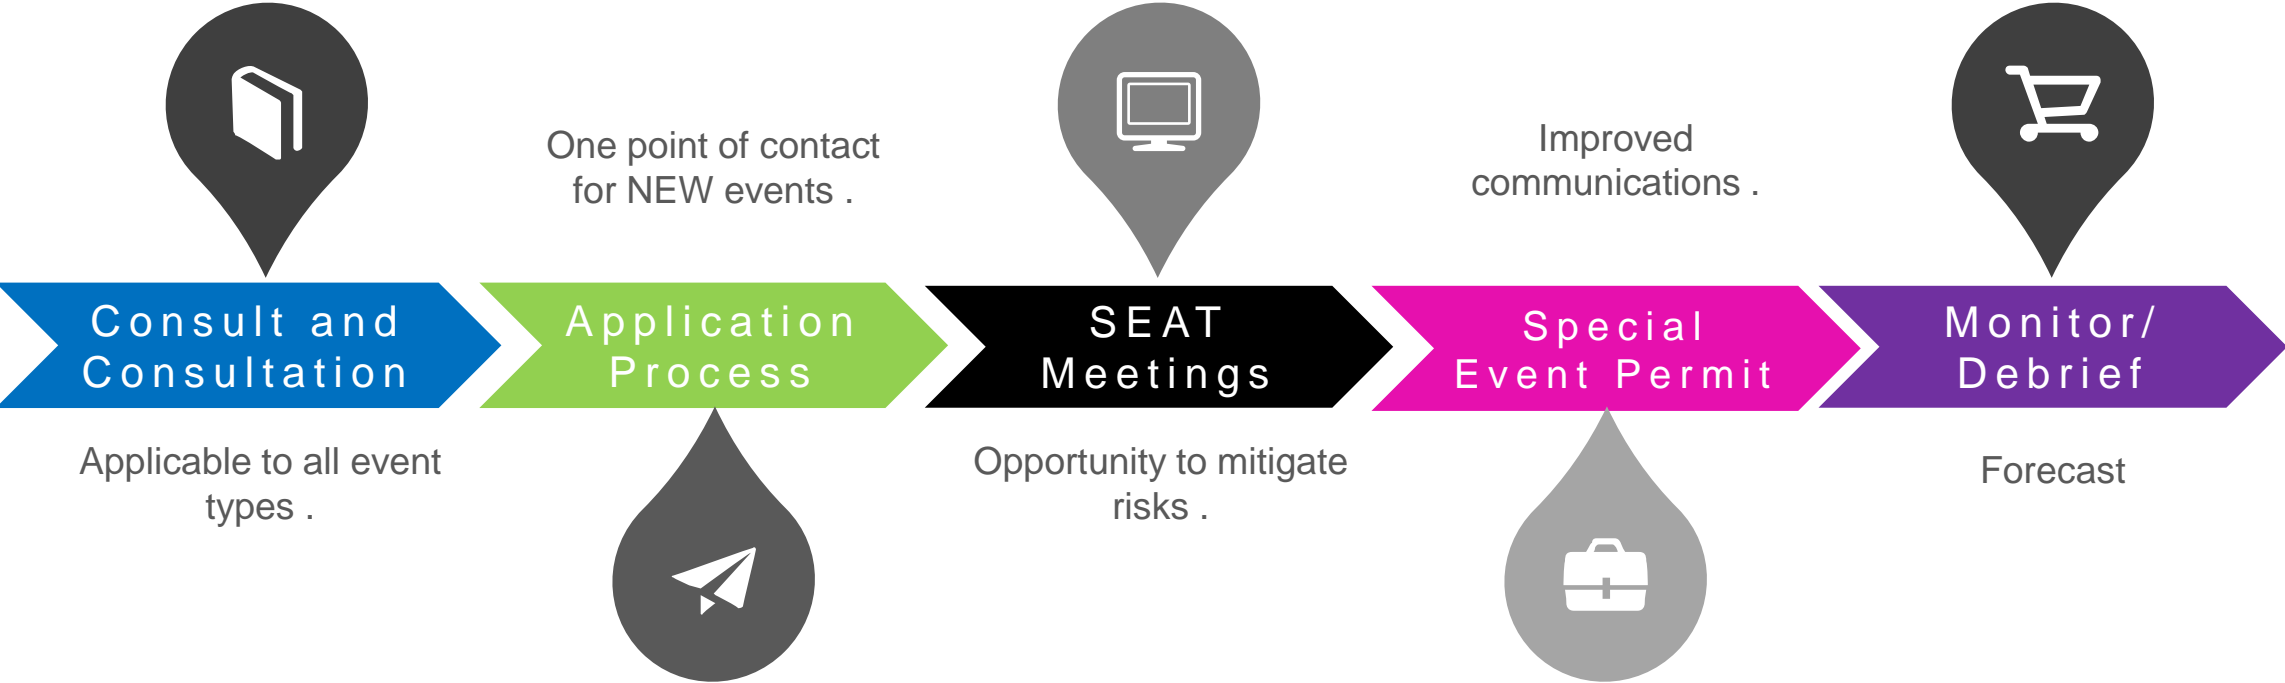 One point of contact
for NEW events .
Improved
communications .
Consult and
Consultation
Application
Process
SEAT
Meetings
Special
Event Permit
Monitor/
Debrief
Applicable to all event
types .
Opportunity to mitigate
risks .
Forecast